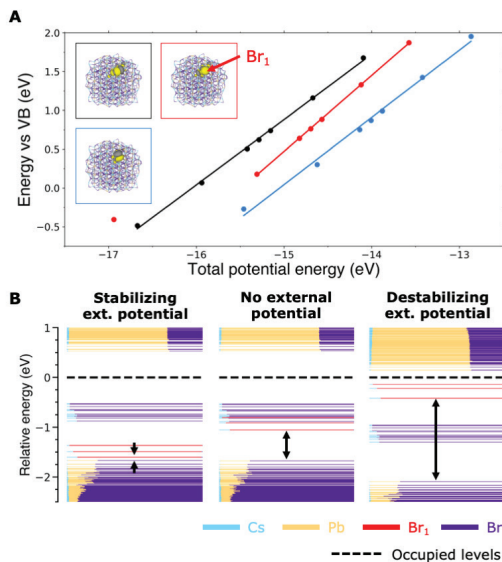 A
Br₁
Energy vs VB (eV)
2.0
1.5
1.0
0.5
0.0
−0.5
−17
−16
−15
−14
−13
Total potential energy (eV)
B
Stabilizing
ext. potential
No external
potential
Destabilizing
ext. potential
Relative energy (eV)
1
0
−1
−2
Cs
Pb
Br₁
Br
Occupied levels